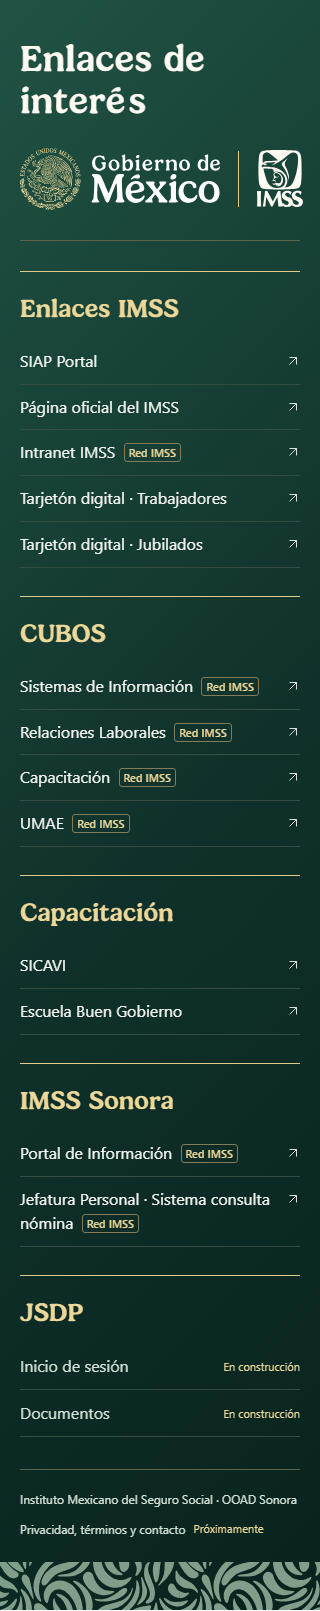 Enlaces de
interés
ESTADOS UNIDOS MEXICANOS
Gobierno de
México
IMSS
Enlaces IMSS
SIAP Portal
Página oficial del IMSS
Intranet IMSS Red IMSS
Tarjetón digital · Trabajadores
Tarjetón digital · Jubilados
CUBOS
Sistemas de Información Red IMSS
Relaciones Laborales Red IMSS
Capacitación Red IMSS
UMAE Red IMSS
Capacitación
SICAVI
Escuela Buen Gobierno
IMSS Sonora
Portal de Información Red IMSS
Jefatura Personal · Sistema consulta
nómina Red IMSS
JSDP
Inicio de sesión En construcción
Documentos En construcción
Instituto Mexicano del Seguro Social · OOAD Sonora
Privacidad, términos y contacto Próximamente